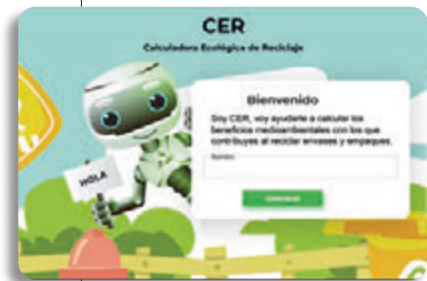 CER
Calculadora Ecológica de Reciclaje
HOLA
Bienvenido
Soy CER, voy ayudarte a calcular los
beneficios medioambientales con los que
contribuyes al reciclar envases y empaques.
Nombre